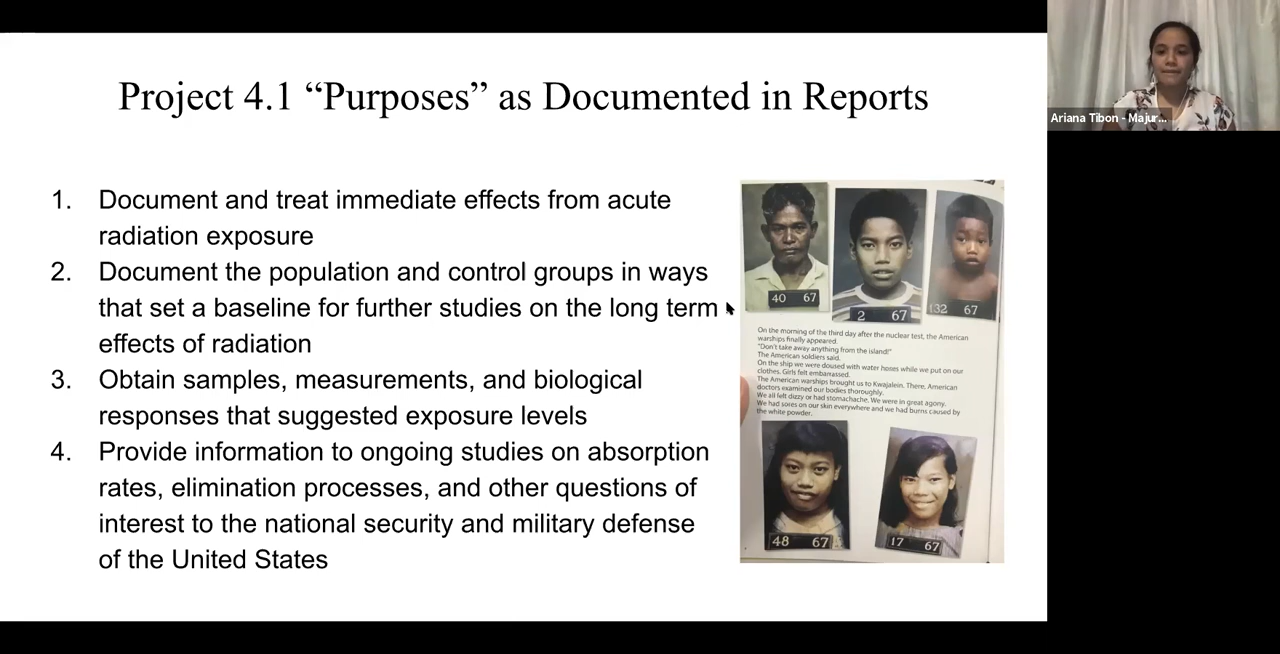 Project 4.1 “Purposes” as Documented in Reports
Ariana Tibon - Majur...
1. Document and treat immediate effects from acute
radiation exposure
2. Document the population and control groups in ways
that set a baseline for further studies on the long term
effects of radiation
3. Obtain samples, measurements, and biological
responses that suggested exposure levels
4. Provide information to ongoing studies on absorption
rates, elimination processes, and other questions of
interest to the national security and military defense
of the United States
40 67
2 67
132 67
On the morning of the third day after the nuclear test, the American
warships finally appeared.
"Don't take away anything from the island!"
The American soldiers said.
On the ship we were doused with water hoses while we put on our
clothes. Girls felt embarrassed.
The American warships brought us to Kwajalein. There, American
doctors examined our bodies thoroughly.
We all felt dizzy or had stomachache. We were in great agony.
We had sores on our skin everywhere and we had burns caused by
the white powder.
48 67
17 67